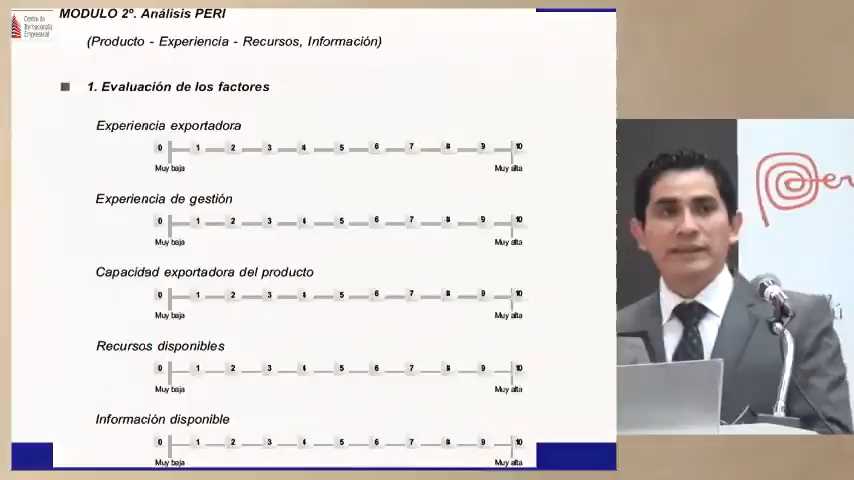 Centro de
Internacionaliz
Empresarial
MODULO 2º. Análisis PERI
(Producto - Experiencia - Recursos, Información)
1. Evaluación de los factores
Experiencia exportadora
0 1 2 3 4 5 6 7 8 9 10
Muy baja Muy alta
Experiencia de gestión
0 1 2 3 4 5 6 7 8 9 10
Muy baja Muy alta
Capacidad exportadora del producto
0 1 2 3 4 5 6 7 8 9 10
Muy baja Muy alta
Recursos disponibles
0 1 2 3 4 5 6 7 8 9 10
Muy baja Muy alta
Información disponible
0 1 2 3 4 5 6 7 8 9 10
Muy baja Muy alta
Per